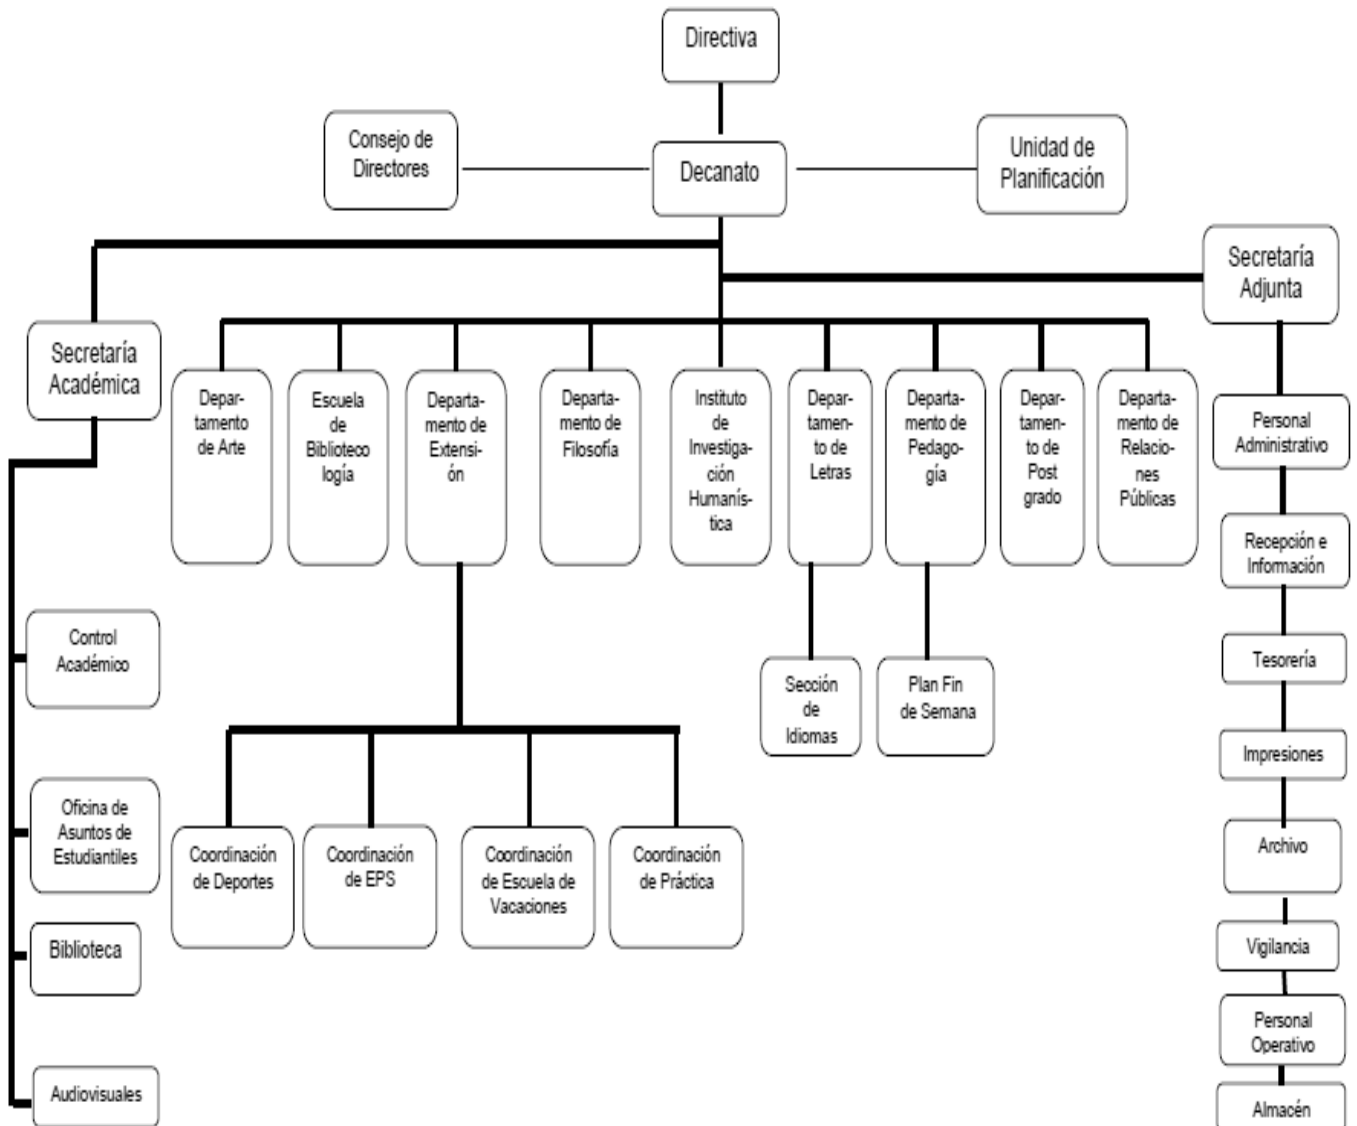 Directiva
Consejo de
Directores
Decanato
Unidad de
Planificación
Secretaría
Adjunta
Secretaría
Académica
Depar-
tamento
de Arte
Escuela
de
Biblioteco
logía
Departa-
mento de
Extensi-
ón
Departa-
mento de
Filosofía
Instituto
de
Investiga-
ción
Humanís-
tica
Depar-
tamen-
to de
Letras
Departa-
mento de
Pedago-
gía
Depar-
tamen-
to de
Post
grado
Departa-
mento de
Relacio-
nes
Públicas
Personal
Administrativo
Recepción e
Información
Control
Académico
Tesorería
Sección
de
Idiomas
Plan Fin
de Semana
Impresiones
Oficina de
Asuntos de
Estudiantiles
Coordinación
de Deportes
Coordinación
de EPS
Coordinación
de Escuela de
Vacaciones
Coordinación
de Práctica
Archivo
Biblioteca
Vigilancia
Personal
Operativo
Audiovisuales
Almacén